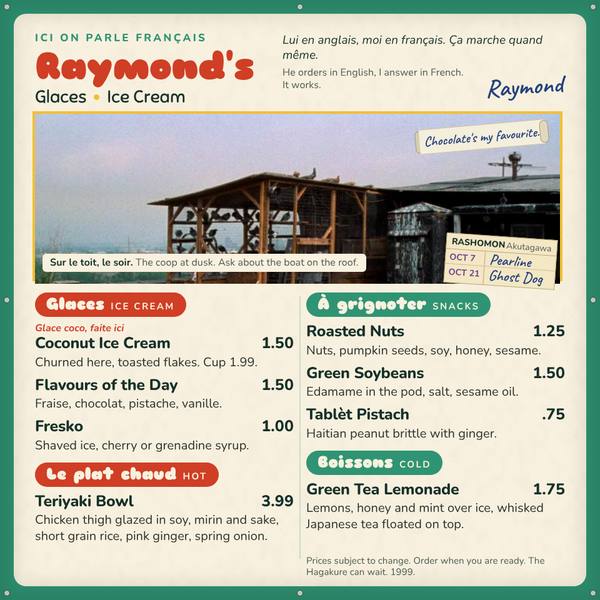 ICI ON PARLE FRANÇAIS
Raymond's
Glaces • Ice Cream
Lui en anglais, moi en français. Ça marche quand
même.
He orders in English, I answer in French.
It works.
Raymond
Chocolate's my favourite.
Sur le toit, le soir. The coop at dusk. Ask about the boat on the roof.
RASHOMON Akutagawa
OCT 7 Pearline
OCT 21 Ghost Dog
Glaces ICE CREAM
Glace coco, faite ici
Coconut Ice Cream 1.50
Churned here, toasted flakes. Cup 1.99.
Flavours of the Day 1.50
Fraise, chocolat, pistache, vanille.
Fresko 1.00
Shaved ice, cherry or grenadine syrup.
Le plat chaud HOT
Teriyaki Bowl 3.99
Chicken thigh glazed in soy, mirin and sake,
short grain rice, pink ginger, spring onion.
À grignoter SNACKS
Roasted Nuts 1.25
Nuts, pumpkin seeds, soy, honey, sesame.
Green Soybeans 1.50
Edamame in the pod, salt, sesame oil.
Tablèt Pistach .75
Haitian peanut brittle with ginger.
Boissons COLD
Green Tea Lemonade 1.75
Lemons, honey and mint over ice, whisked
Japanese tea floated on top.
Prices subject to change. Order when you are ready. The
Hagakure can wait. 1999.